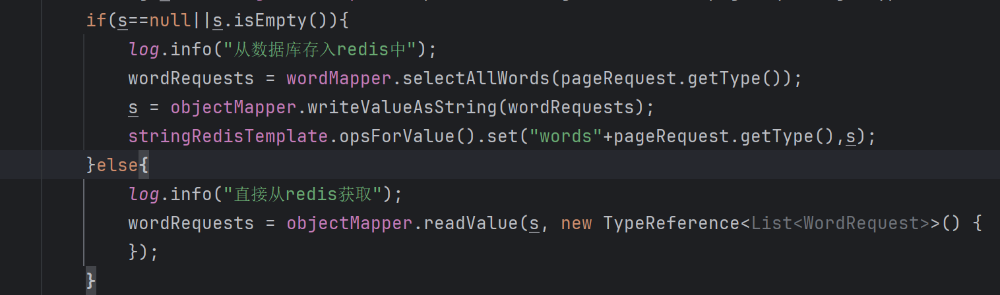 if(s==null||s.isEmpty()){
log.info("从数据库存入redis中");
wordRequests = wordMapper.selectAllWords(pageRequest.getType());
s = objectMapper.writeValueAsString(wordRequests);
stringRedisTemplate.opsForValue().set("words"+pageRequest.getType(),s);
}else{
log.info("直接从redis获取");
wordRequests = objectMapper.readValue(s, new TypeReference<List<WordRequest>>() {
});
}